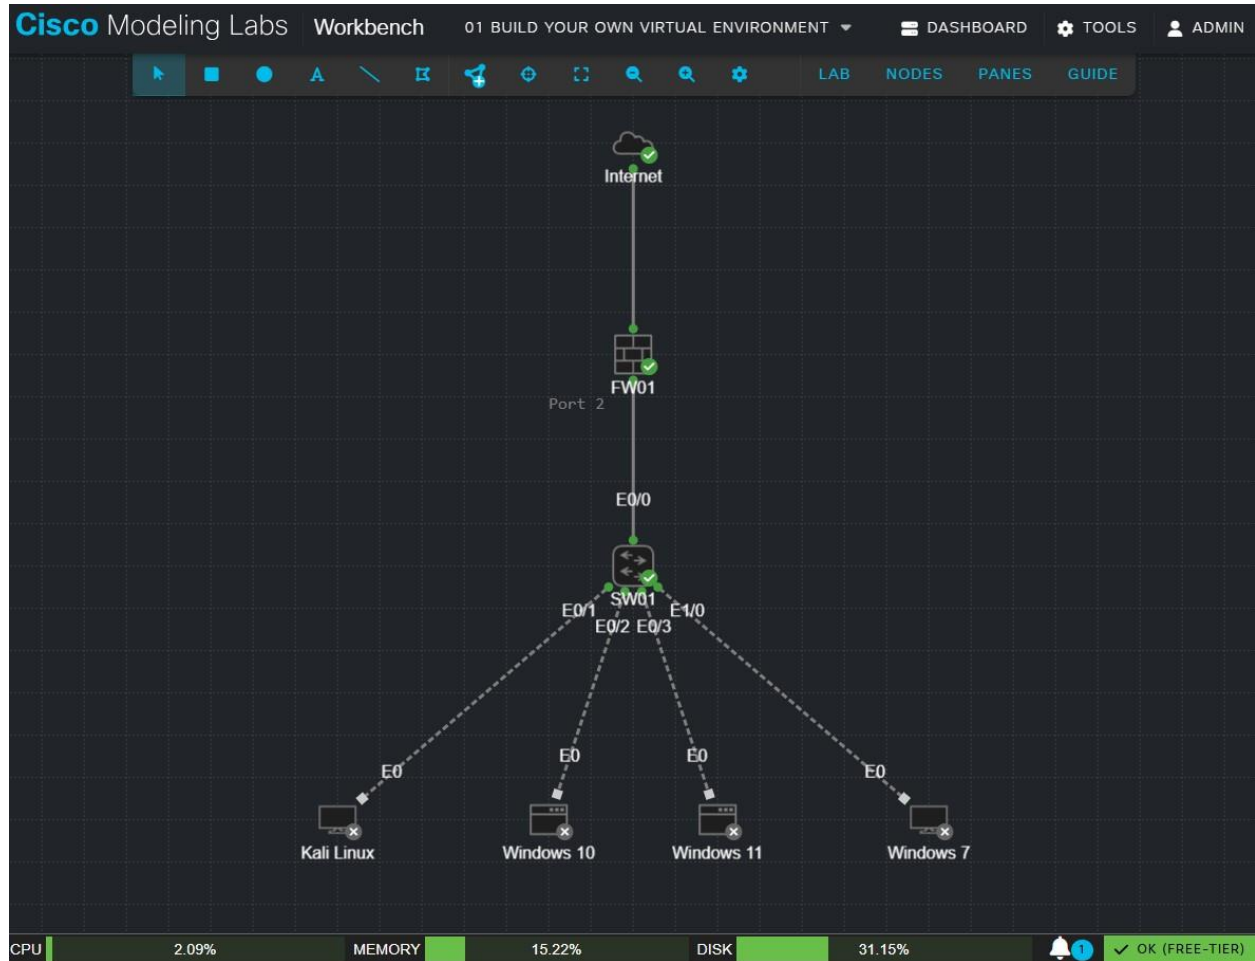 Cisco Modeling Labs Workbench 01 BUILD YOUR OWN VIRTUAL ENVIRONMENT DASHBOARD TOOLS ADMIN
A LAB NODES PANES GUIDE
Internet
FW01
Port 2
E0/0
SW01
E0/1 E1/0
E0/2 E0/3
E0 E0
E0 E0
Kali Linux Windows 10 Windows 11 Windows 7
CPU 2.09% MEMORY 15.22% DISK 31.15% 1 OK (FREE-TIER)